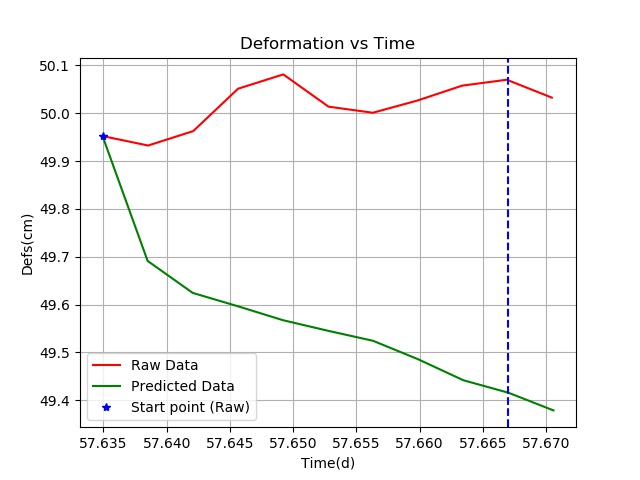 Deformation vs Time
Defs(cm)
50.1
50.0
49.9
49.8
49.7
49.6
49.5
49.4
Raw Data
Predicted Data
Start point (Raw)
57.635 57.640 57.645 57.650 57.655 57.660 57.665 57.670
Time(d)